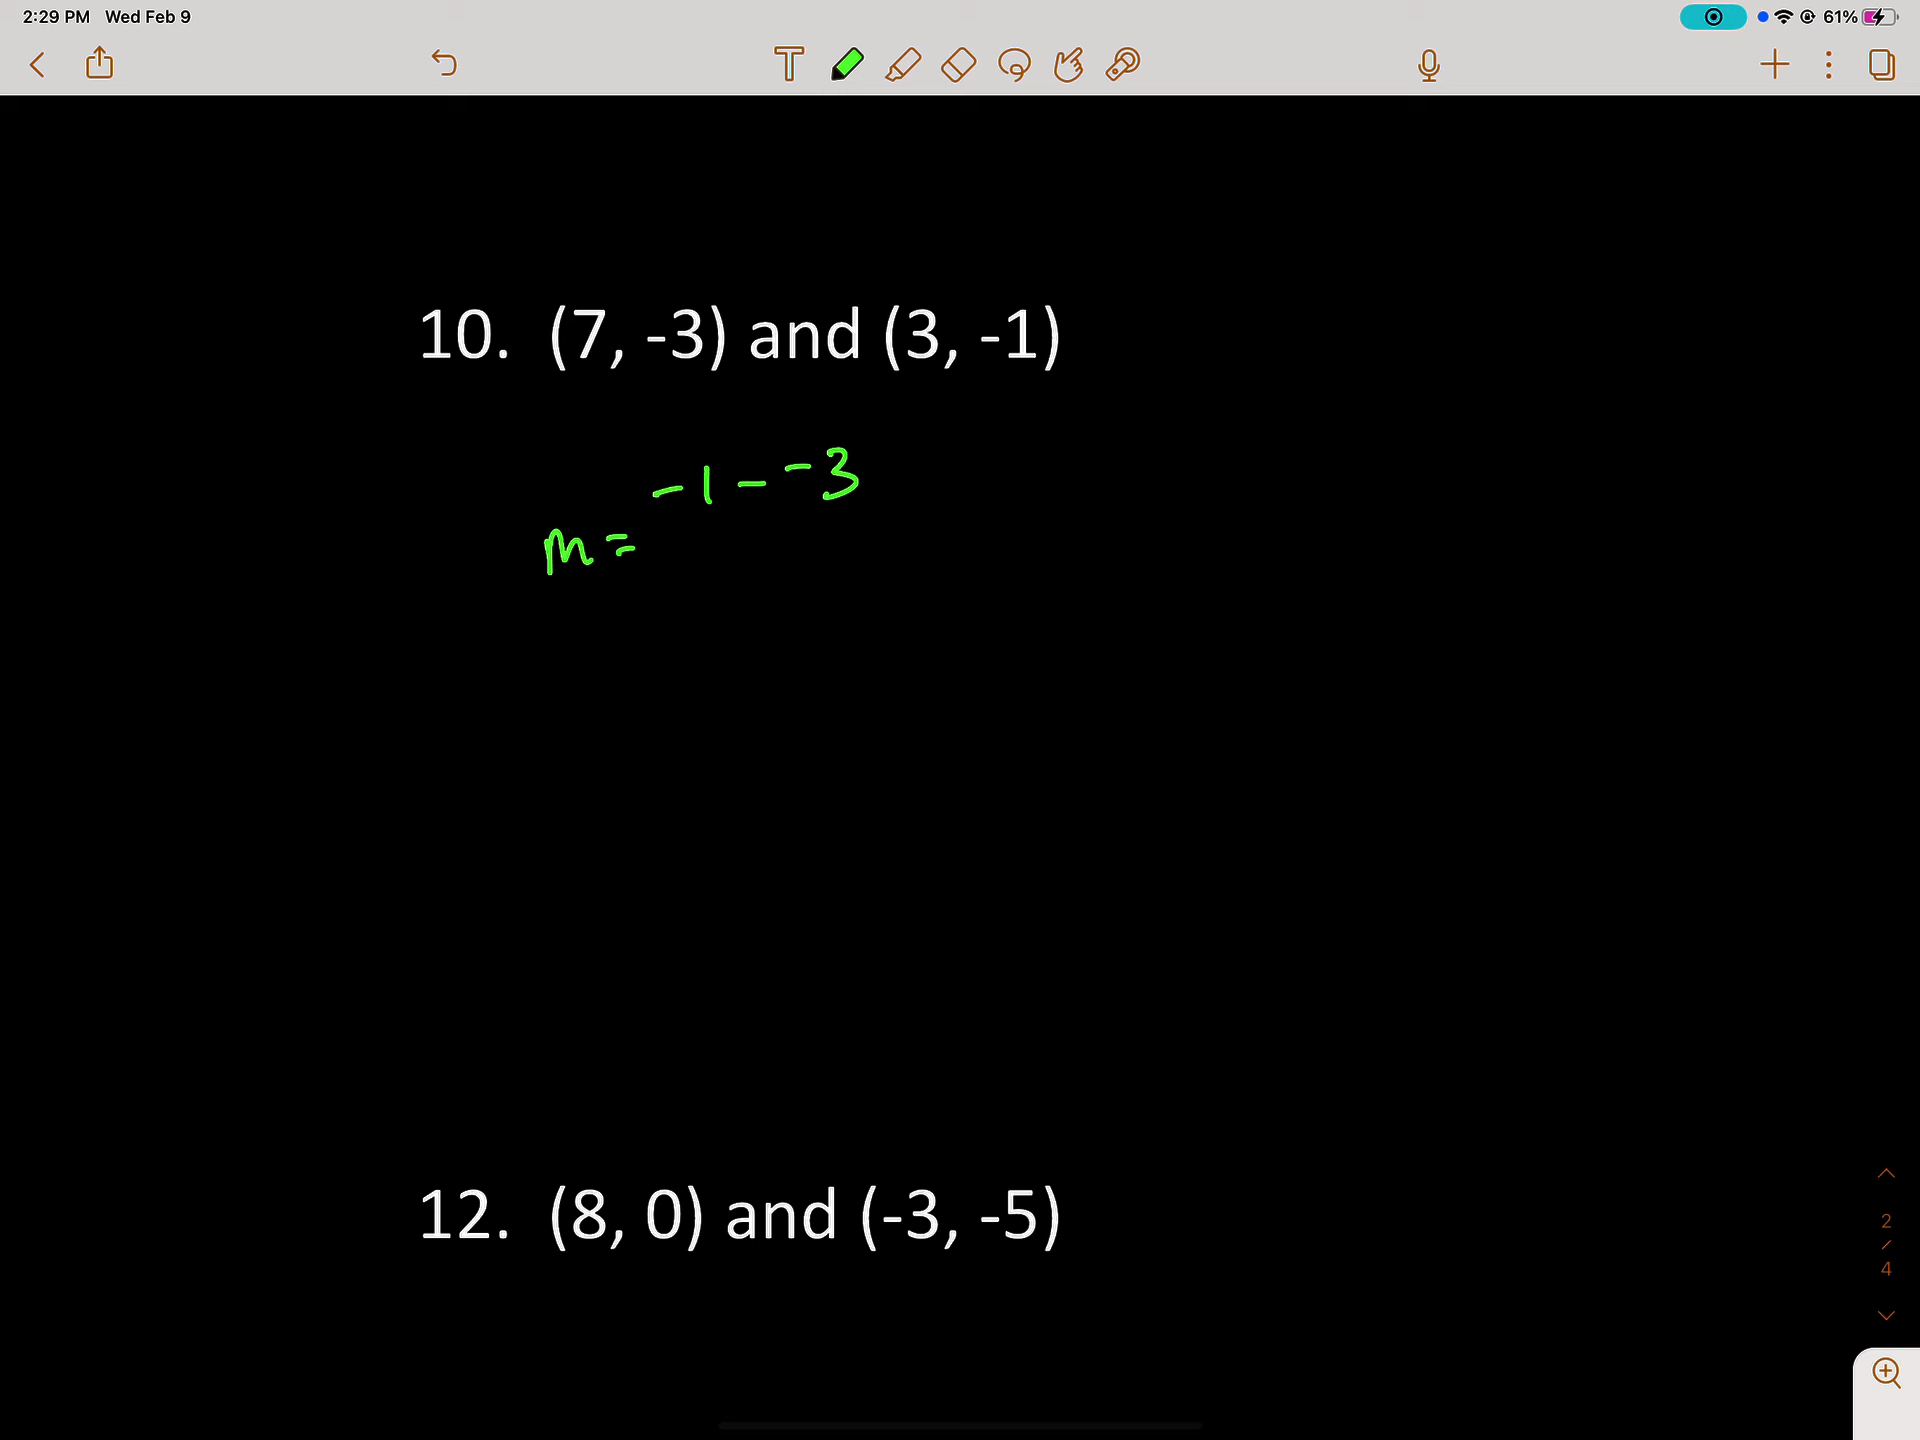 2:29 PM Wed Feb 9
61%
T
10. (7, -3) and (3, -1)
-1 - -3
m =
12. (8, 0) and (-3, -5)
2
/
4